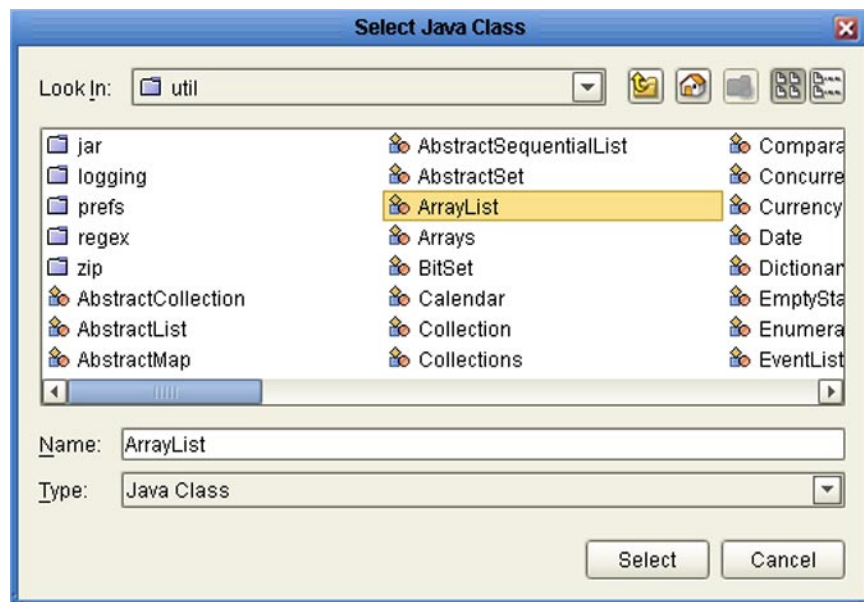 Select Java Class
Look In: util
jar
logging
prefs
regex
zip
AbstractCollection
AbstractList
AbstractMap
AbstractSequentialList
AbstractSet
ArrayList
Arrays
BitSet
Calendar
Collection
Collections
Compara
Concurre
Currency
Date
Dictionar
EmptySta
Enumera
EventList
Name: ArrayList
Type: Java Class
Select Cancel